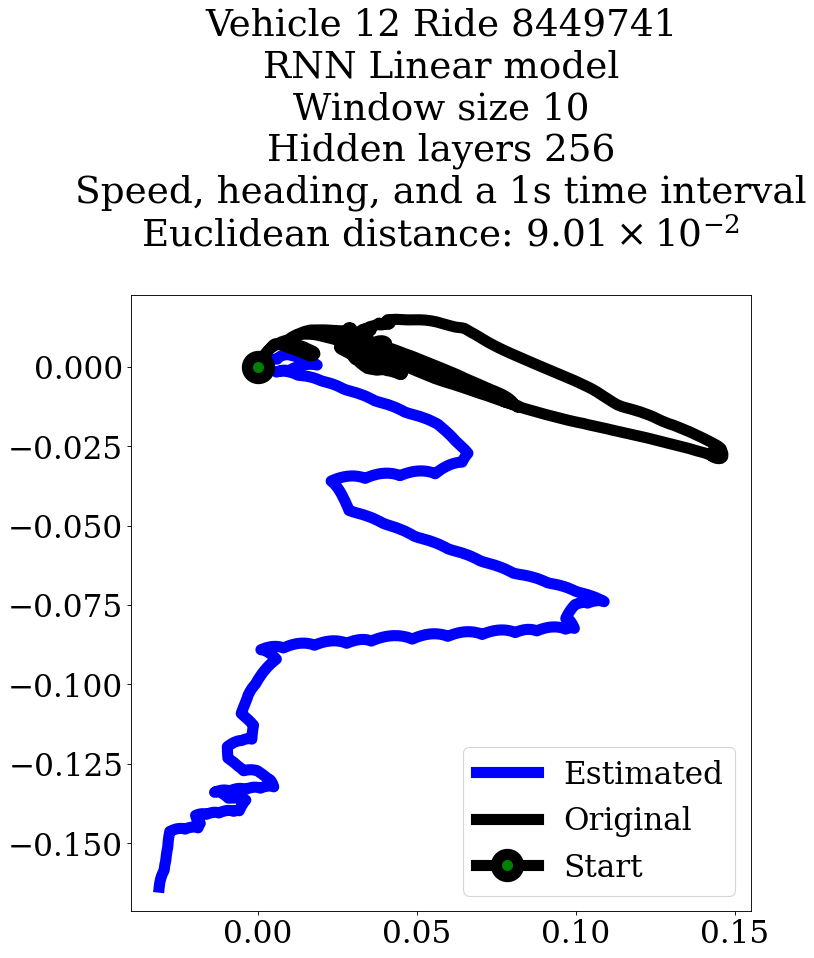 Vehicle 12 Ride 8449741
RNN Linear model
Window size 10
Hidden layers 256
Speed, heading, and a 1s time interval
Euclidean distance: 9.01 × 10⁻²
0.000
−0.025
−0.050
−0.075
−0.100
−0.125
−0.150
Estimated
Original
Start
0.00 0.05 0.10 0.15